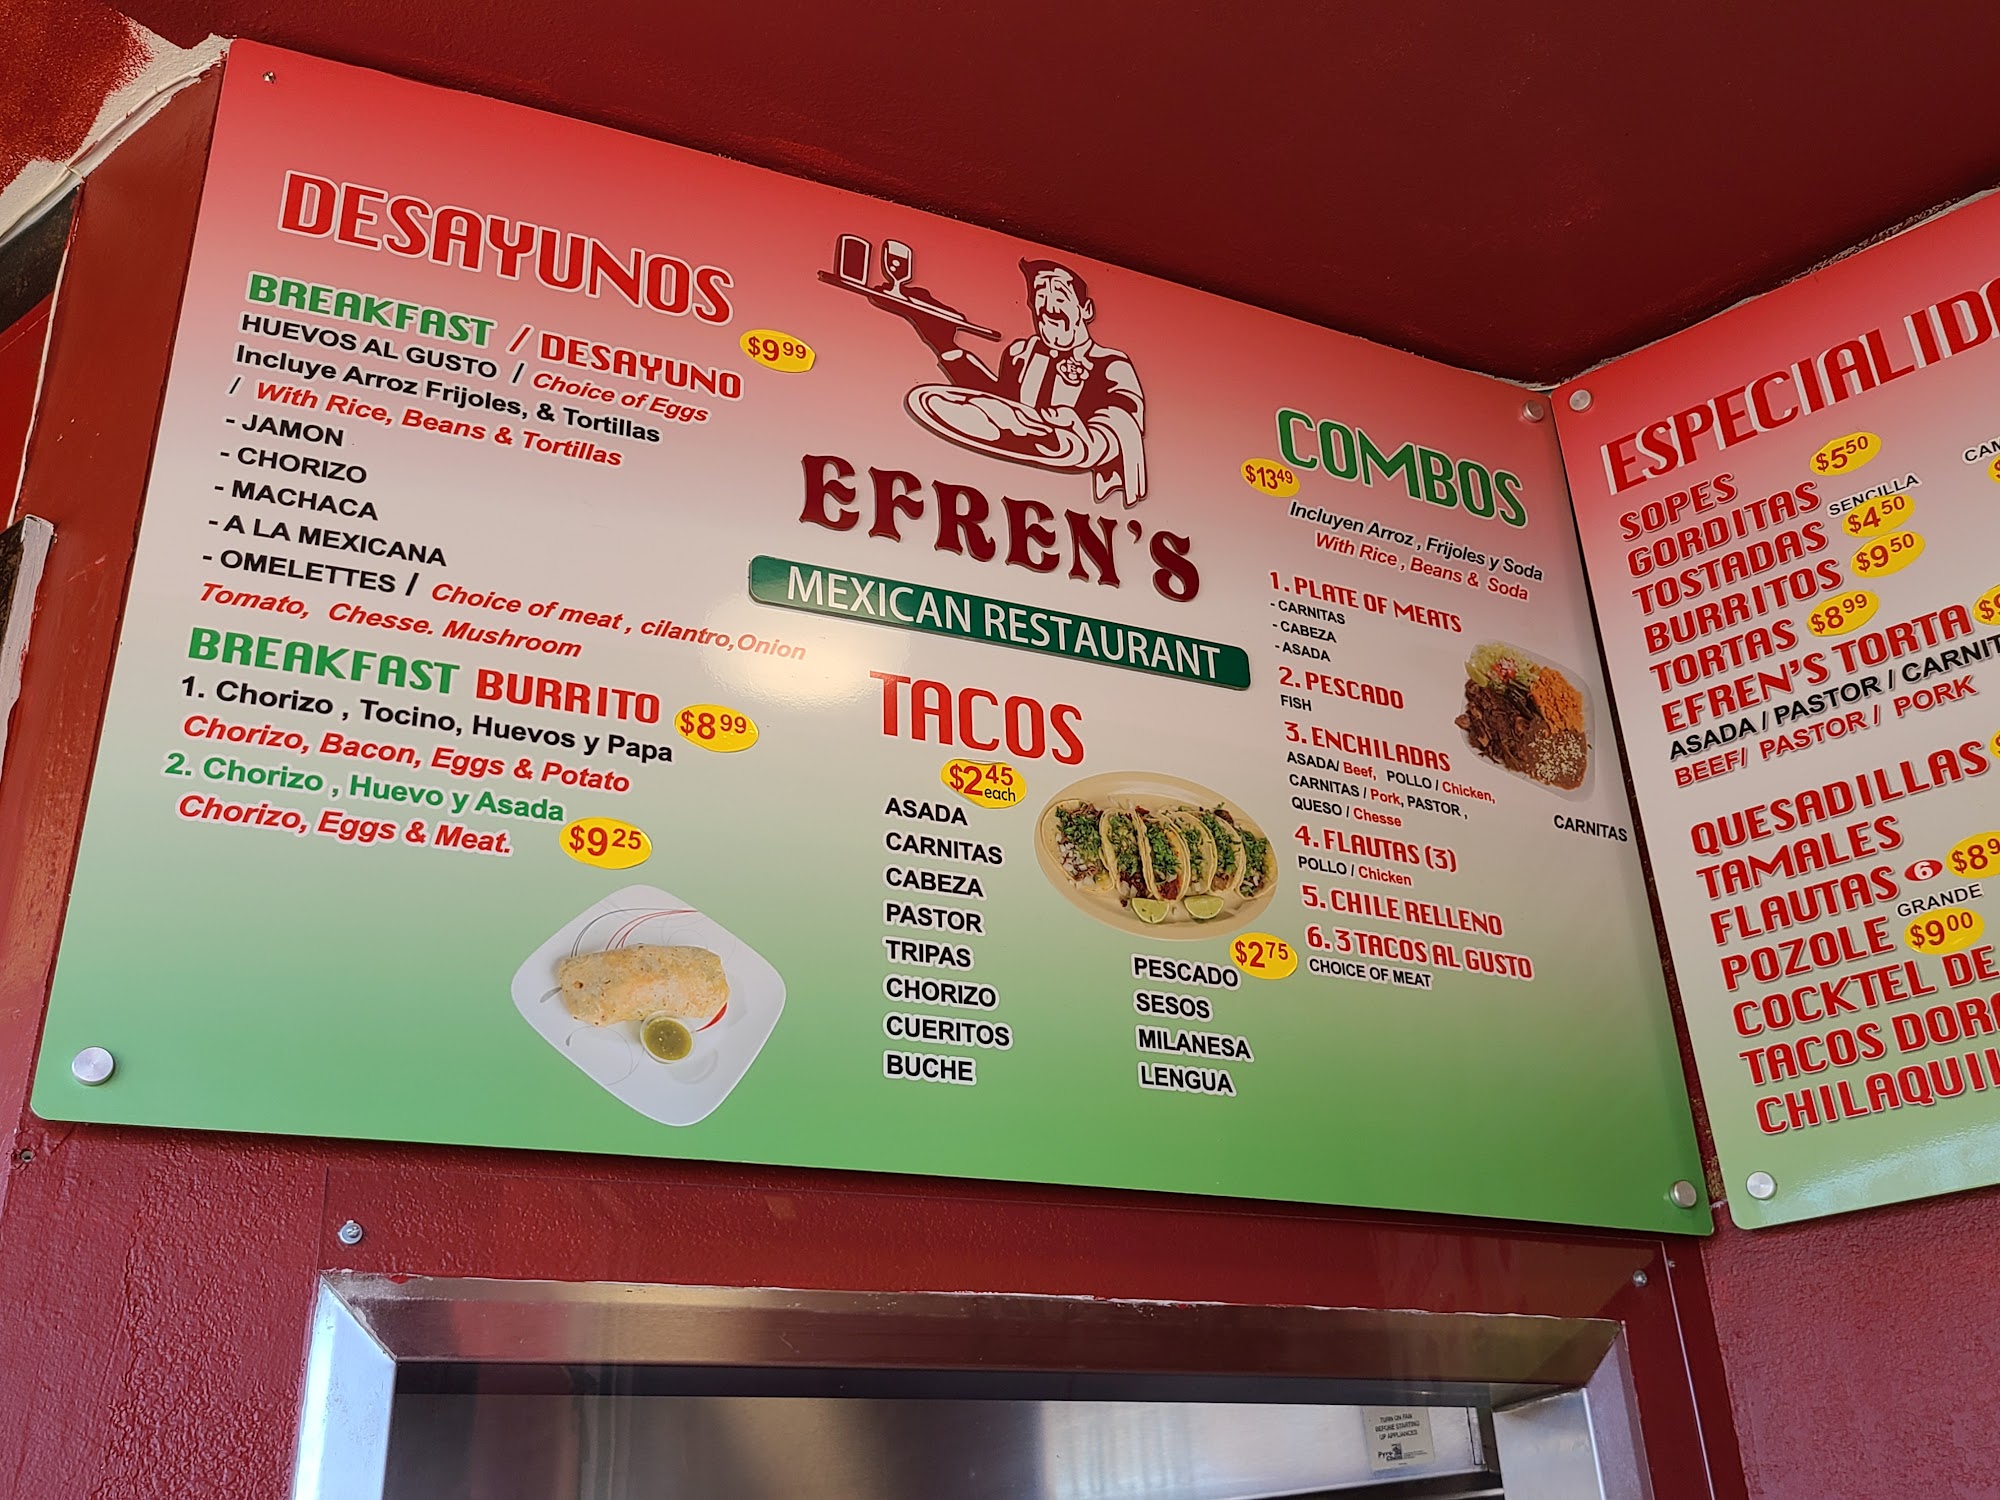 DESAYUNOS
BREAKFAST / DESAYUNO $9 99
HUEVOS AL GUSTO / Choice of Eggs
Incluye Arroz Frijoles, & Tortillas
/ With Rice, Beans & Tortillas
- JAMON
- CHORIZO
- MACHACA
- A LA MEXICANA
- OMELETTES / Choice of meat , cilantro,Onion
Tomato, Chesse. Mushroom
BREAKFAST BURRITO $8 99
1. Chorizo , Tocino, Huevos y Papa
Chorizo, Bacon, Eggs & Potato
2. Chorizo , Huevo y Asada
Chorizo, Eggs & Meat. $9 25
EFREN'S
MEXICAN RESTAURANT
TACOS
$2 45 each
ASADA
CARNITAS
CABEZA
PASTOR
TRIPAS
CHORIZO
CUERITOS
BUCHE
$2 75
PESCADO
SESOS
MILANESA
LENGUA
COMBOS
$13 49
Incluyen Arroz , Frijoles y Soda
With Rice , Beans & Soda
1. PLATE OF MEATS
- CARNITAS
- CABEZA
- ASADA
2. PESCADO
FISH
3. ENCHILADAS
ASADA/ Beef, POLLO / Chicken,
CARNITAS / Pork, PASTOR ,
QUESO / Chesse
4. FLAUTAS (3)
POLLO / Chicken
5. CHILE RELLENO
6. 3 TACOS AL GUSTO
CHOICE OF MEAT
CARNITAS
SOPES $5 50
GORDITAS SENCILLA
TOSTADAS $4 50
BURRITOS $9 50
TORTAS $8 99
EFREN'S TORTA
ASADA / PASTOR /
BEEF/ PASTOR / PORK
QUESADILLAS
TAMALES
FLAUTAS 6
POZOLE GRANDE $9 00
COCKTEL DE
TACOS
TURN ON FAN
BEFORE STARTING
UP APPLIANCES